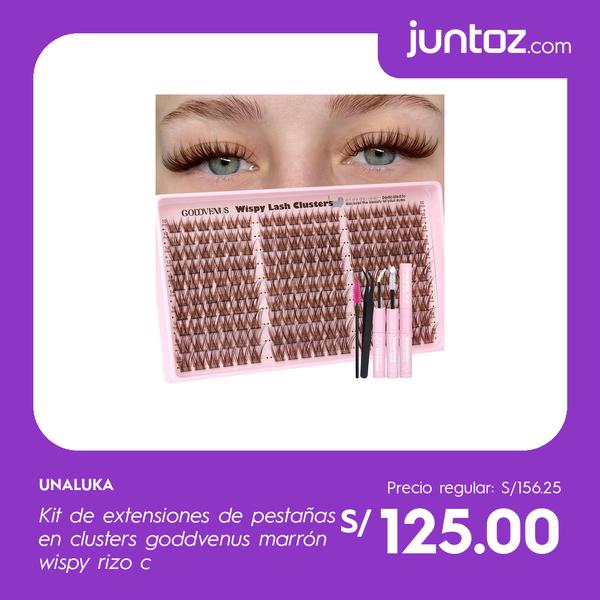 juntoz.com
GODDVENUS Wispy Lash Clusters
UNALUKA
Precio regular: S/156.25
Kit de extensiones de pestañas
en clusters goddvenus marrón
wispy rizo c
S/ 125.00